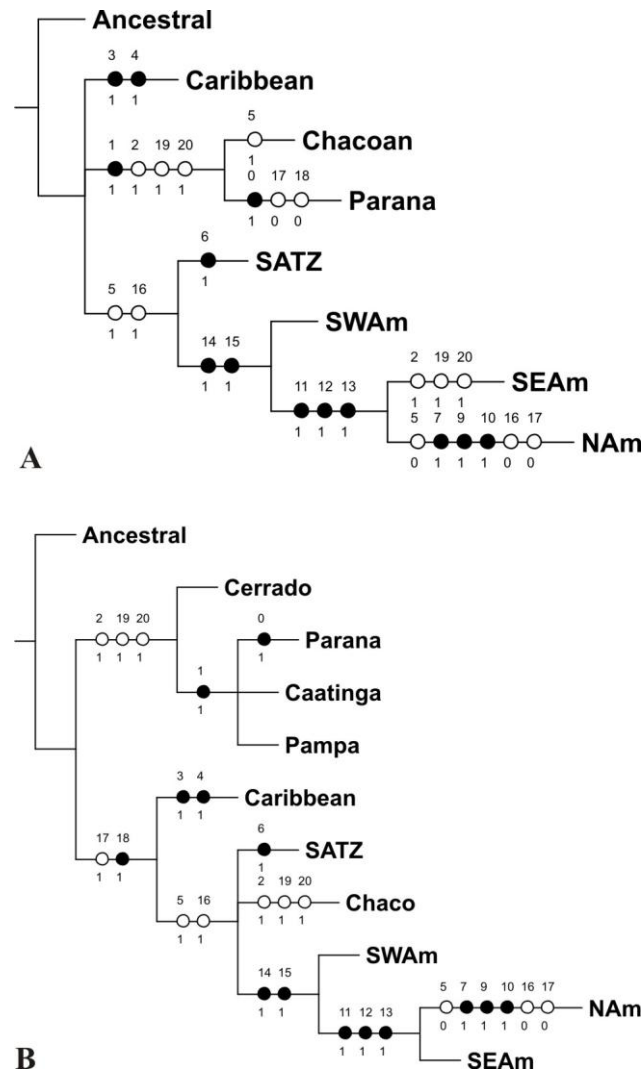 Ancestral
3 4
Caribbean
1 1
5
Chacoan
1 2 19 20
1
1 1 1 1
0 17 18
Parana
1 0 0
6
SATZ
1
5 16
1 1
SWAm
14 15
1 1
2 19 20
SEAm
1 1 1
11 12 13
1 1 1
5 7 9 10 16 17
NAm
0 1 1 1 0 0
A
Ancestral
Cerrado
2 19 20
1 1 1
0
Parana
1
1
Caatinga
1
Pampa
3 4
Caribbean
1 1
17 18
1 1
6
SATZ
1
2 19 20
Chaco
1 1 1
5 16
1 1
SWAm
14 15
1 1
5 7 9 10 16 17
NAm
0 1 1 1 0 0
11 12 13
1 1 1
SEAm
B